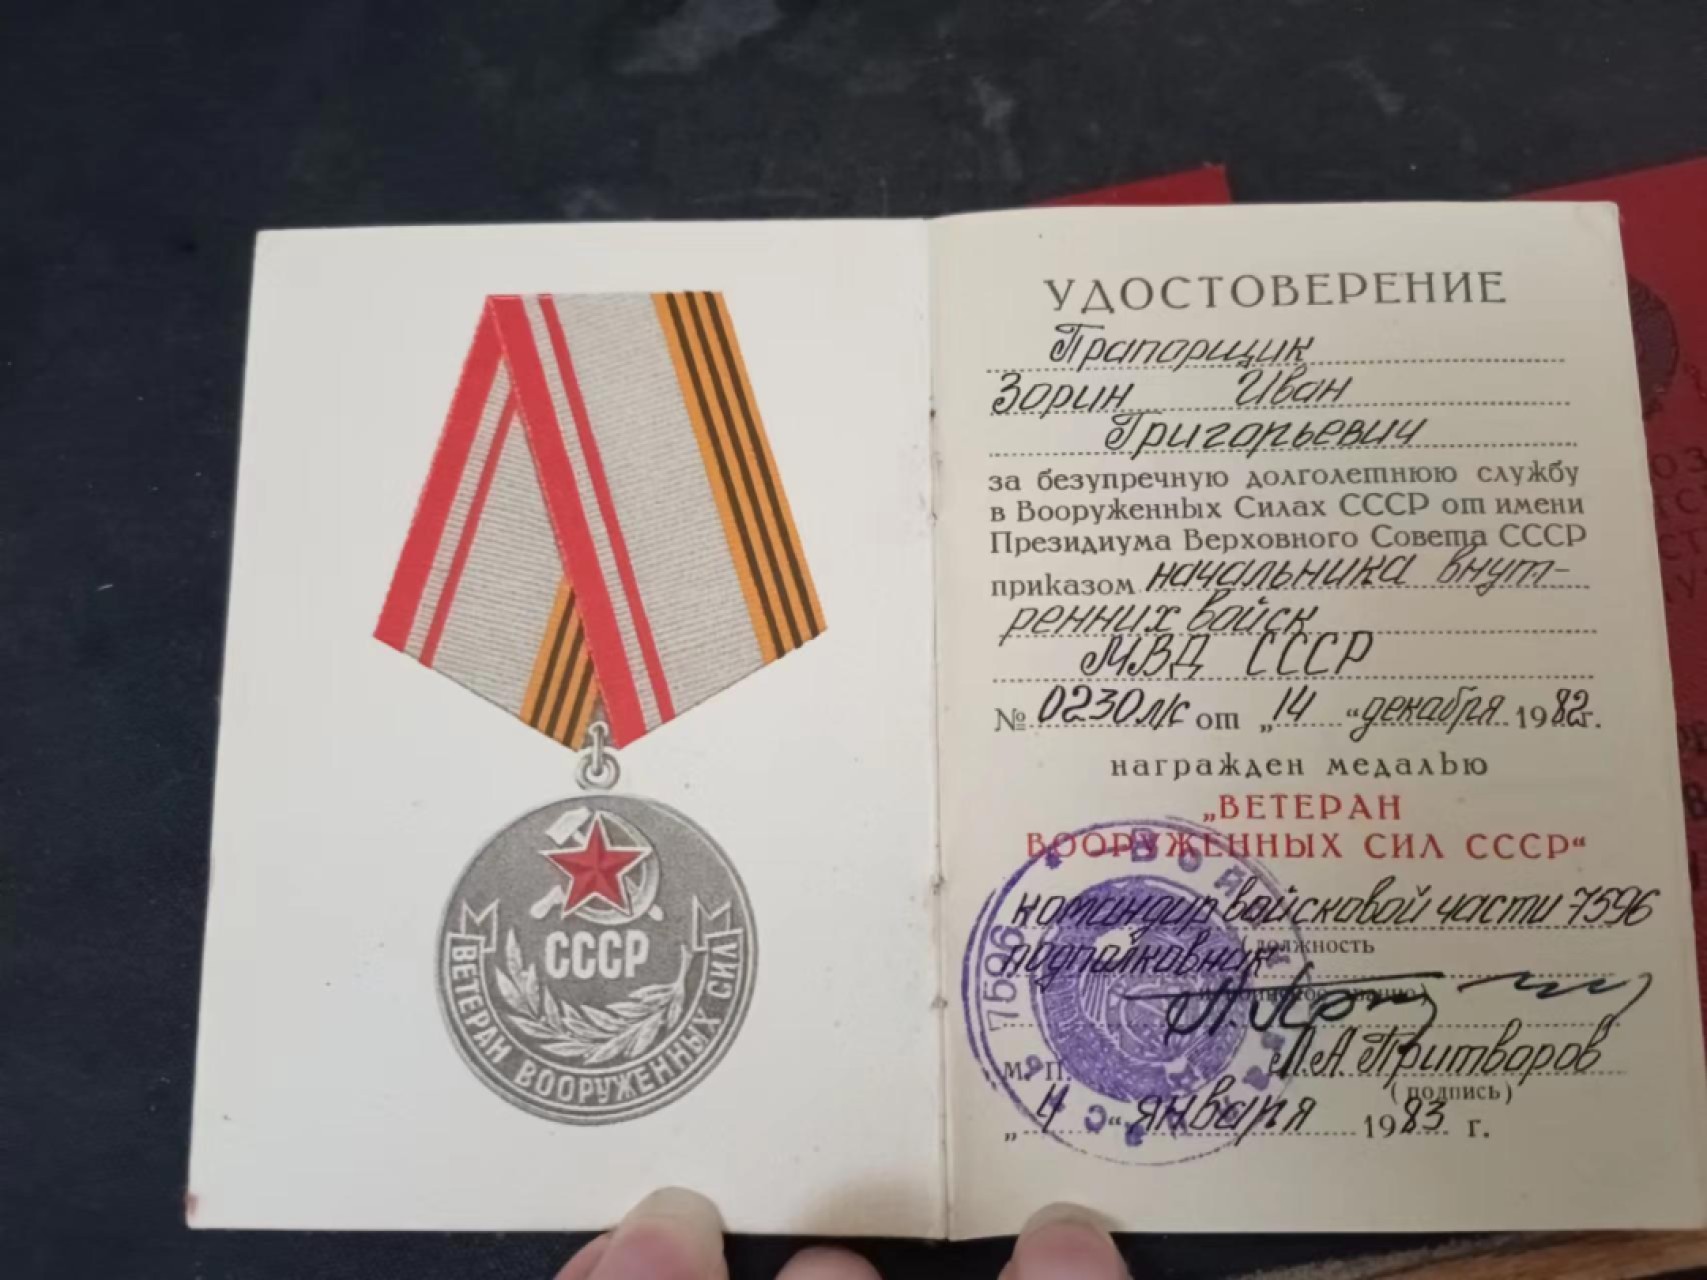 СССР
ВЕТЕРАН ВООРУЖЕННЫХ СИЛ
УДОСТОВЕРЕНИЕ
Прапорщик
Зорин Иван
Григорьевич
за безупречную долголетнюю службу
в Вооруженных Силах СССР от имени
Президиума Верховного Совета СССР
приказом начальника внут-
ренних войск
МВД СССР
№ 0230л/с от „14“ декабря 1982г.
награжден медалью
„ВЕТЕРАН
ВООРУЖЕННЫХ СИЛ СССР“
командир войсковой части 7596
(должность
подполковник
М. П.
Л.А. Притворов
(подпись)
„4“ января 1983 г.
7596